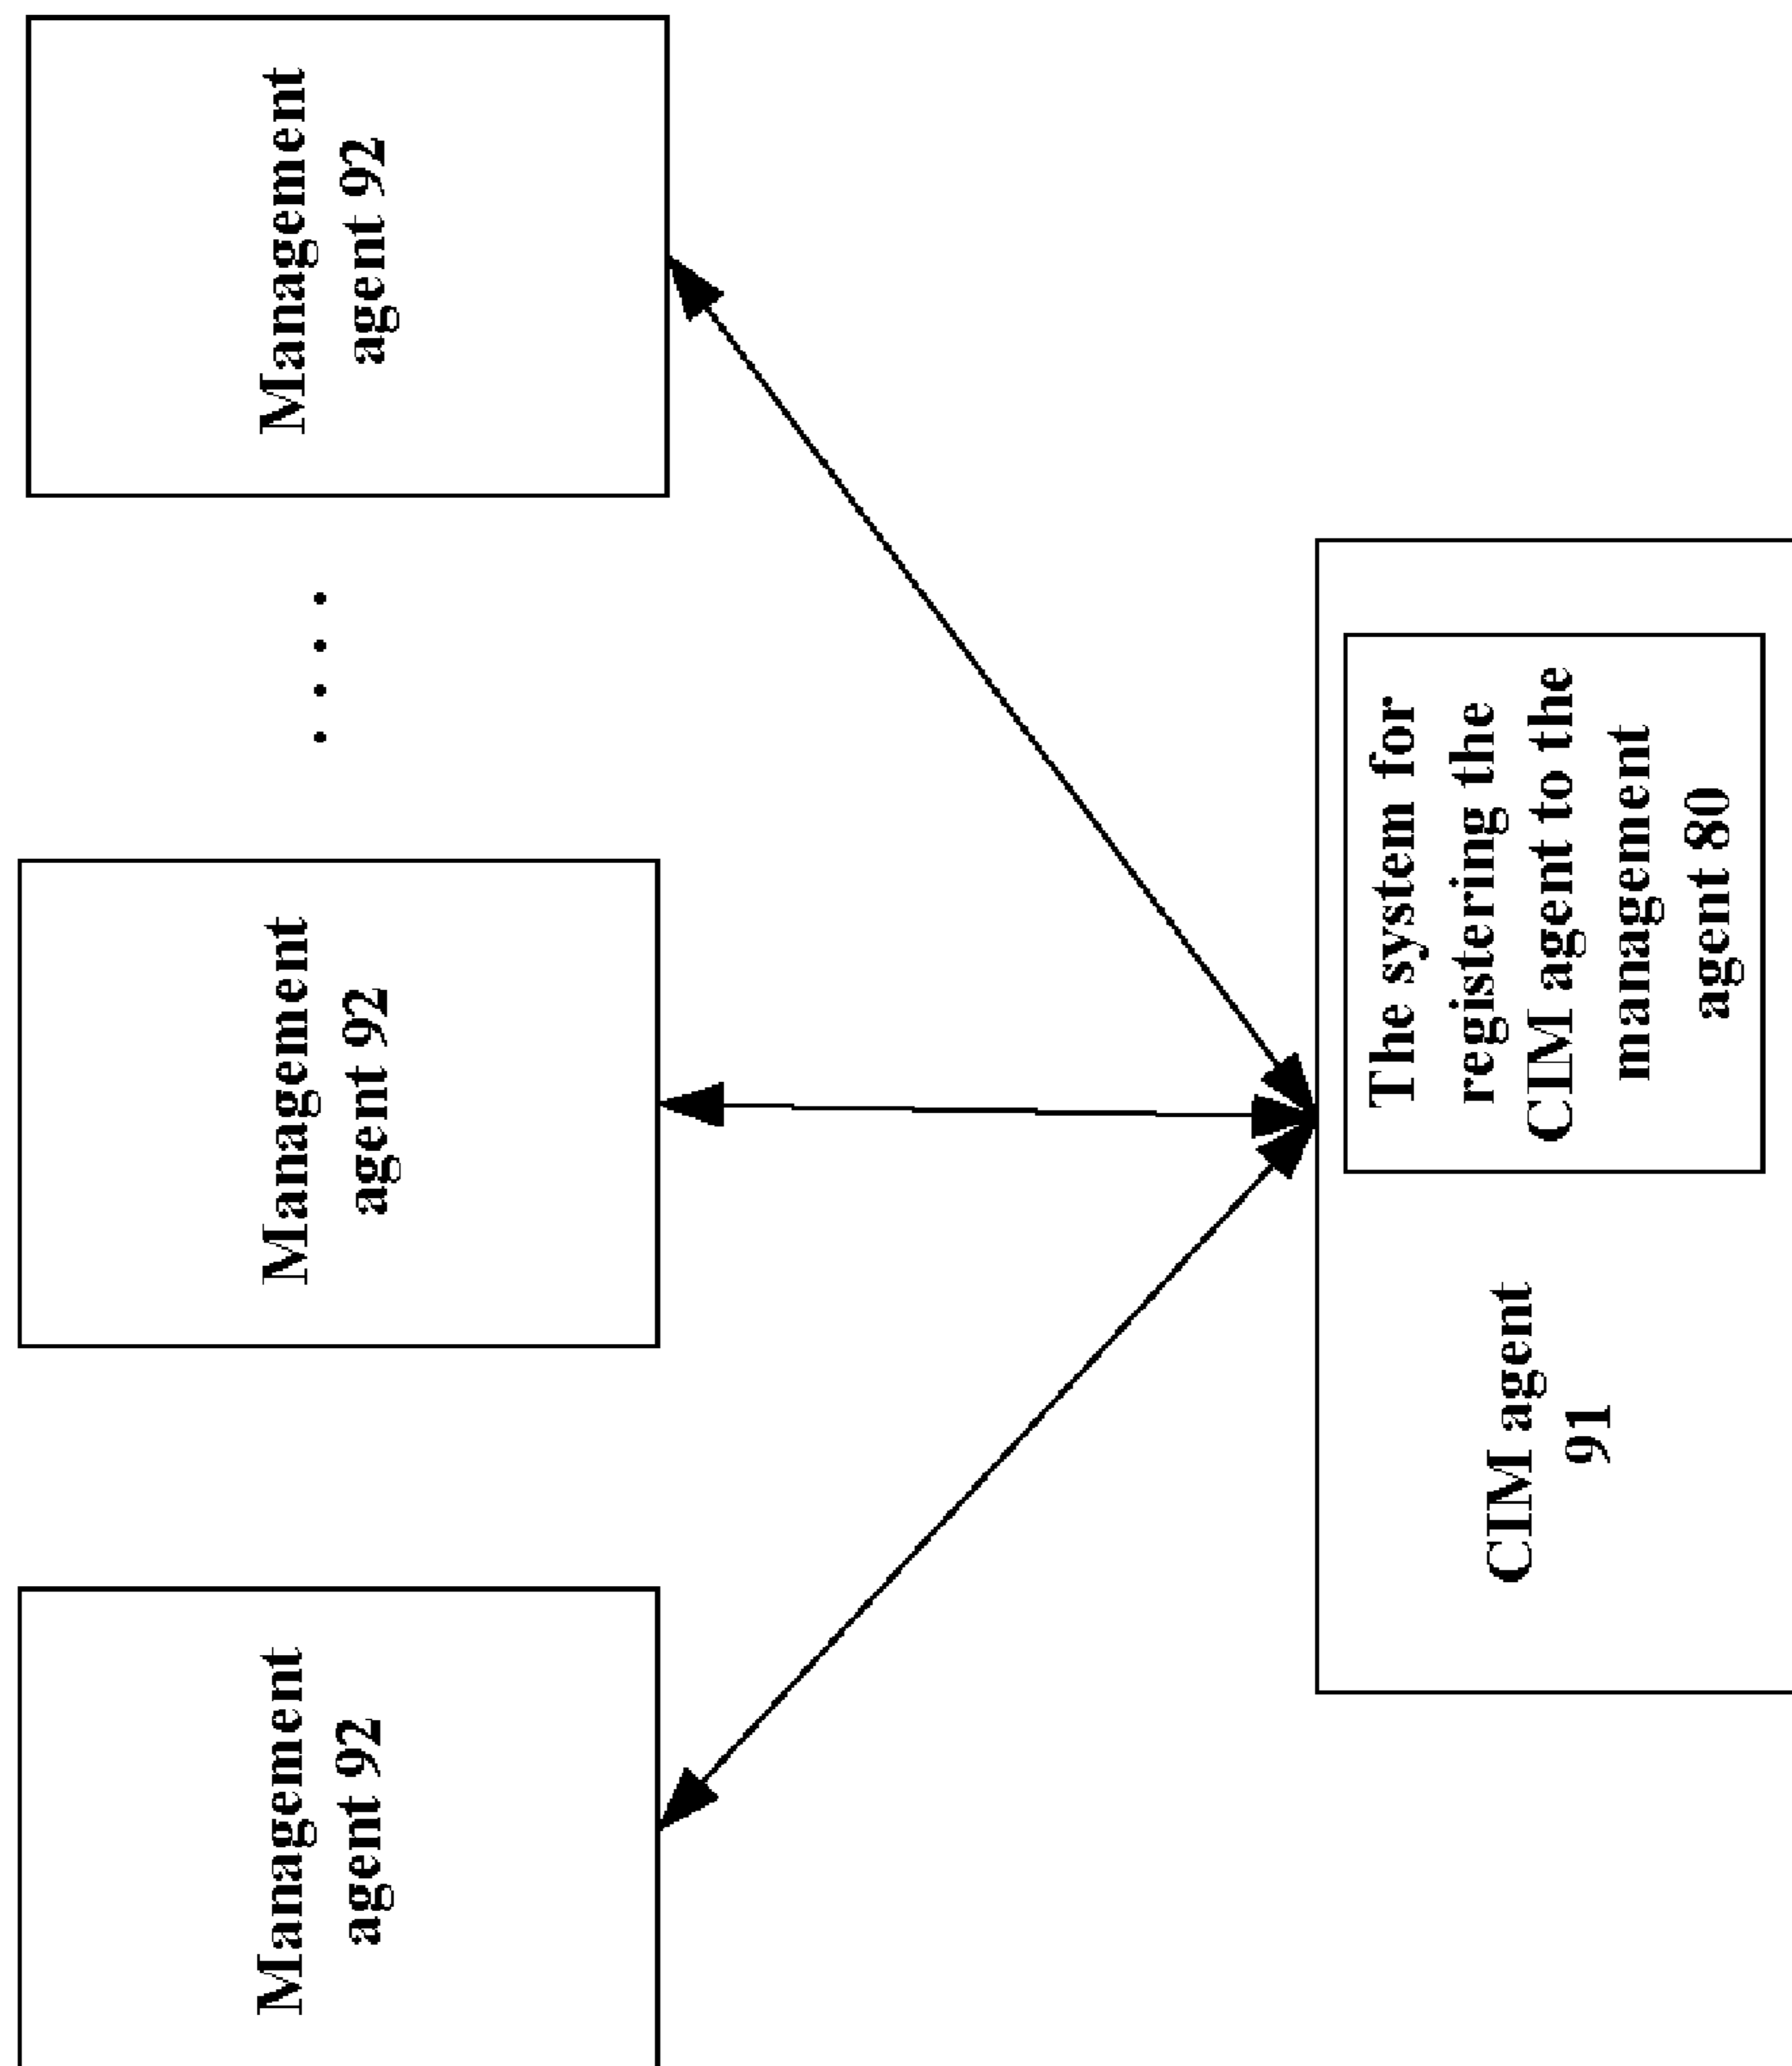 Management
agent 92
Management
agent 92
. . . .
Management
agent 92
CIM agent
91
The system for
registering the
CIM agent to the
management
agent 80